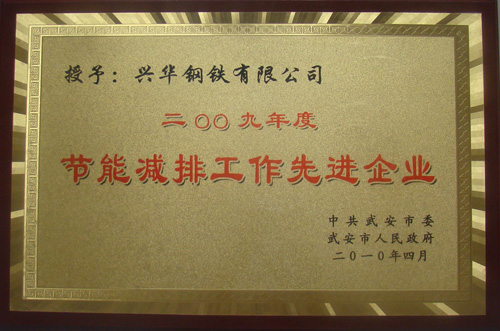 授予：兴华钢铁有限公司
二〇〇九年度
节能减排工作先进企业
中共武安市委
武安市人民政府
二〇一〇年四月